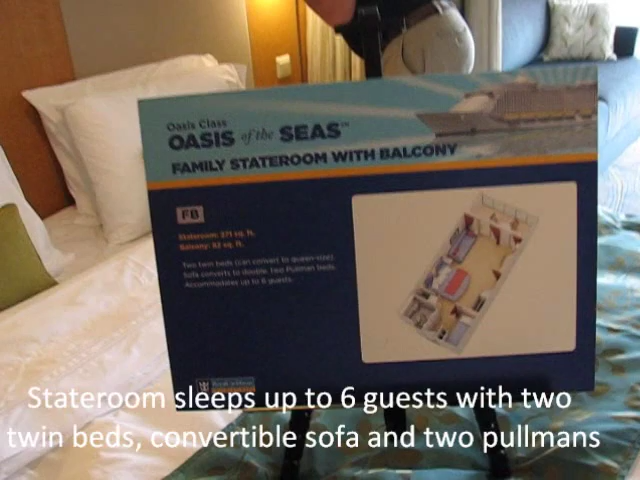 Oasis Class
OASIS of the SEAS℠
FAMILY STATEROOM WITH BALCONY
FB
Stateroom: 271 sq. ft.
Balcony: 82 sq. ft.
Two twin beds (can convert to queen-size)
Sofa converts to double, two Pullman beds.
Accommodates up to 6 guests.
Stateroom sleeps up to 6 guests with two
twin beds, convertible sofa and two pullmans